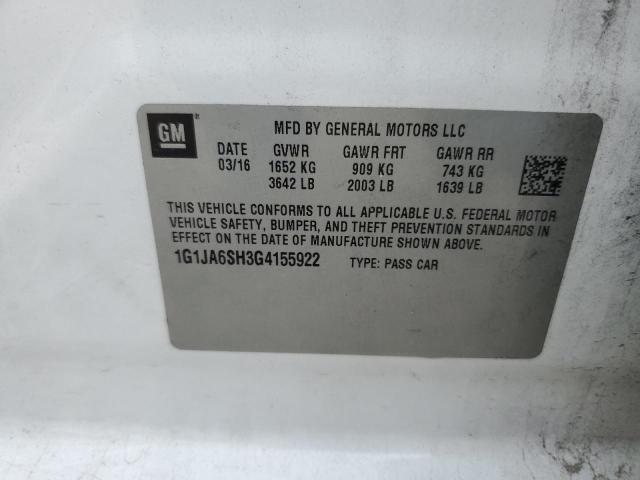 GM
MFD BY GENERAL MOTORS LLC
DATE GVWR GAWR FRT GAWR RR
03/16 1652 KG 909 KG 743 KG
3642 LB 2003 LB 1639 LB
THIS VEHICLE CONFORMS TO ALL APPLICABLE U.S. FEDERAL MOTOR
VEHICLE SAFETY, BUMPER, AND THEFT PREVENTION STANDARDS IN
EFFECT ON THE DATE OF MANUFACTURE SHOWN ABOVE.
1G1JA6SH3G4155922 TYPE: PASS CAR